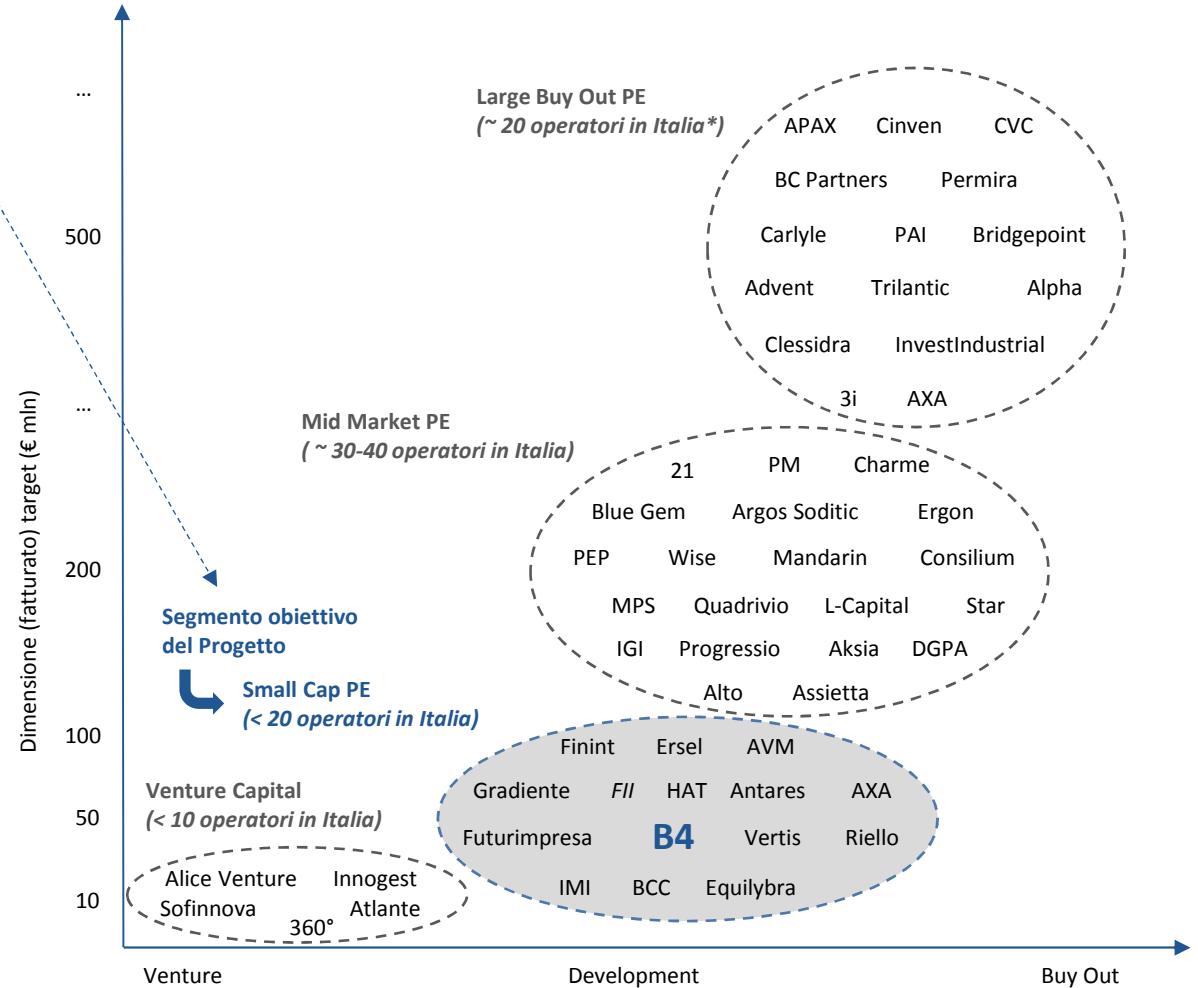 ...
Large Buy Out PE
(~ 20 operatori in Italia*)
APAX Cinven CVC
BC Partners Permira
500
Carlyle PAI Bridgepoint
Advent Trilantic Alpha
Clessidra InvestIndustrial
3i AXA
...
Mid Market PE
( ~ 30-40 operatori in Italia)
21 PM Charme
Blue Gem Argos Soditic Ergon
PEP Wise Mandarin Consilium
200
MPS Quadrivio L-Capital Star
IGI Progressio Aksia DGPA
Alto Assietta
Segmento obiettivo
del Progetto
Small Cap PE
(< 20 operatori in Italia)
Dimensione (fatturato) target (€ mln)
100
Finint Ersel AVM
Gradiente FII HAT Antares AXA
50
Futurimpresa B4 Vertis Riello
IMI BCC Equilybra
Venture Capital
(< 10 operatori in Italia)
Alice Venture Innogest
10
Sofinnova Atlante
360°
Venture Development Buy Out